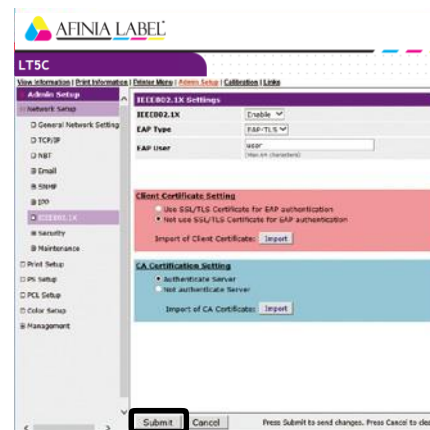 AFINIA LABEL
LT5C
View Information | Print Information | Printer Menu | Admin Setup | Calibration | Links
Admin Setup
Network Setup
General Network Setting
TCP/IP
NBT
Email
SNMP
IPP
IEEE802.1X
Security
Maintenance
Print Setup
PS Setup
PCL Setup
Color Setup
Management
IEEE802.1X Settings
IEEE802.1X Enable
EAP Type EAP-TLS
EAP User user
(Max.64 characters)
Client Certificate Setting
Use SSL/TLS Certificate for EAP authentication
Not use SSL/TLS Certificate for EAP authentication
Import of Client Certificate: Import
CA Certification Setting
Authenticate Server
Not authenticate Server
Import of CA Certificate: Import
Submit Cancel Press Submit to send changes. Press Cancel to clea